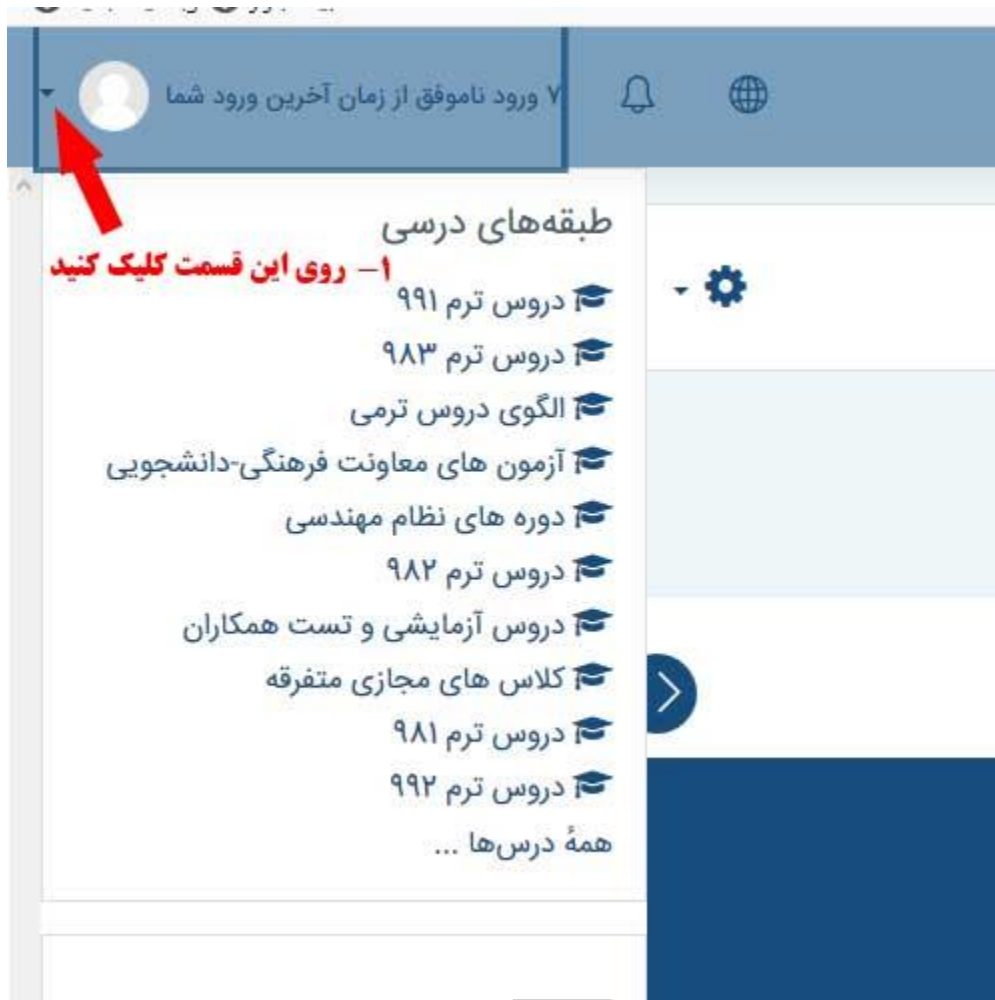 ۷ ورود ناموفق از زمان آخرین ورود شما
طبقه‌های درسی
۱- روی این قسمت کلیک کنید
دروس ترم ۹۹۱
دروس ترم ۹۸۳
الگوی دروس ترمی
آزمون های معاونت فرهنگی-دانشجویی
دوره های نظام مهندسی
دروس ترم ۹۸۲
دروس آزمایشی و تست همکاران
کلاس های مجازی متفرقه
دروس ترم ۹۸۱
دروس ترم ۹۹۲
همهٔ درس‌ها ...